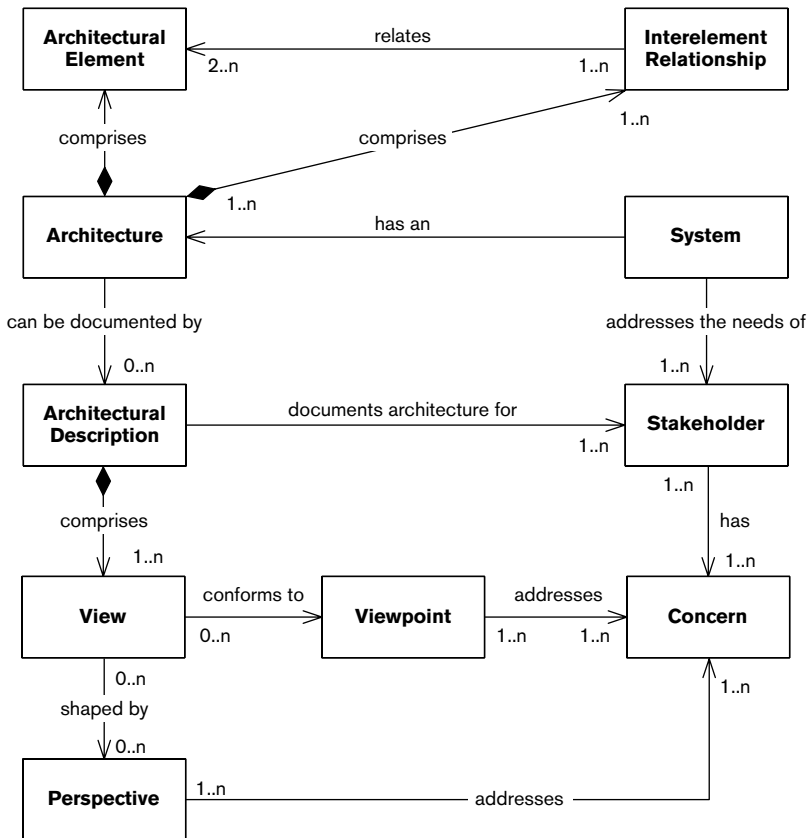 Architectural
Element
relates
2..n
1..n
Interelement
Relationship
1..n
comprises
comprises
1..n
Architecture
has an
System
can be documented by
addresses the needs of
0..n
1..n
Architectural
Description
documents architecture for
1..n
Stakeholder
1..n
comprises
has
1..n
1..n
View
conforms to
0..n
Viewpoint
addresses
1..n
1..n
Concern
0..n
1..n
shaped by
0..n
Perspective
1..n
addresses